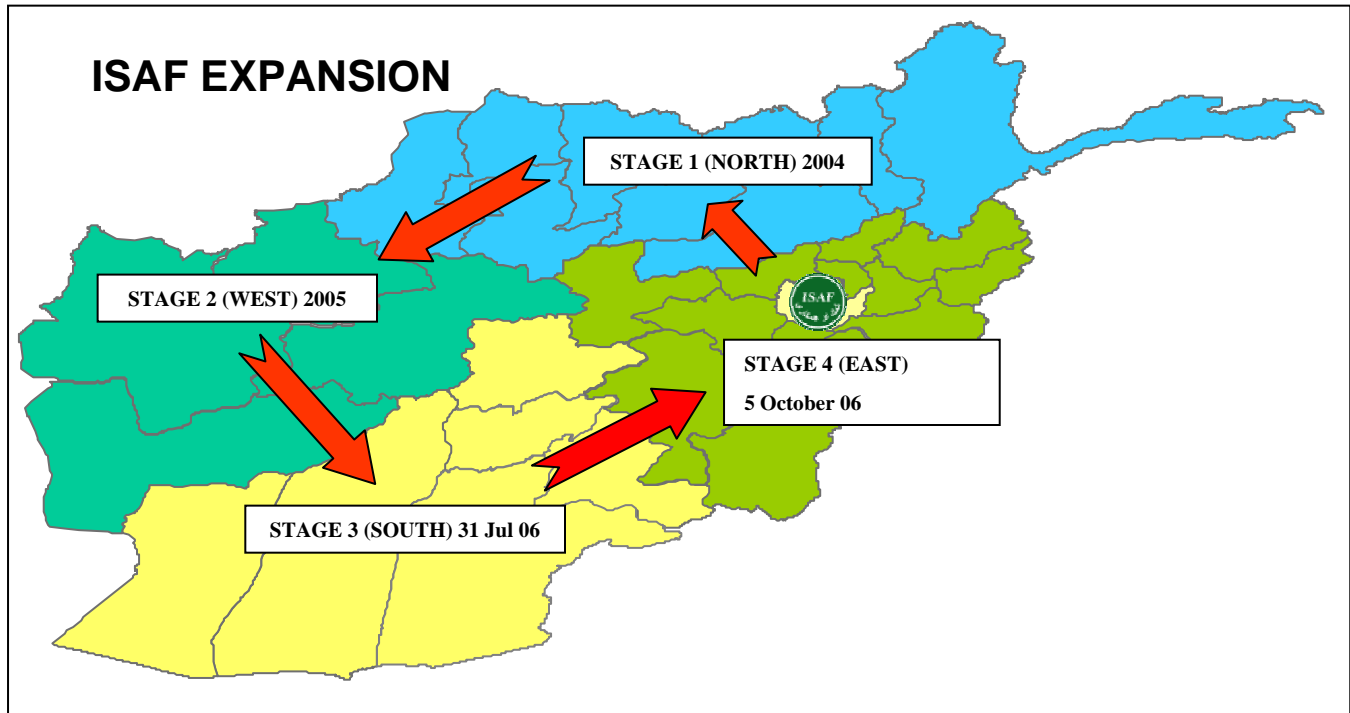 ISAF EXPANSION
STAGE 1 (NORTH) 2004
STAGE 2 (WEST) 2005
ISAF
STAGE 4 (EAST)
5 October 06
STAGE 3 (SOUTH) 31 Jul 06